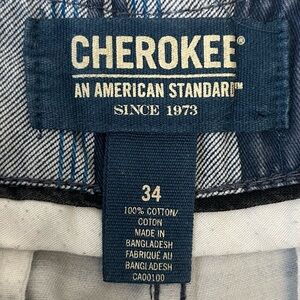 CHEROKEE®
AN AMERICAN STANDARD™
SINCE 1973
34
100% COTTON/
COTON
MADE IN
BANGLADESH
FABRIQUÉ AU
BANGLADESH
CA00100